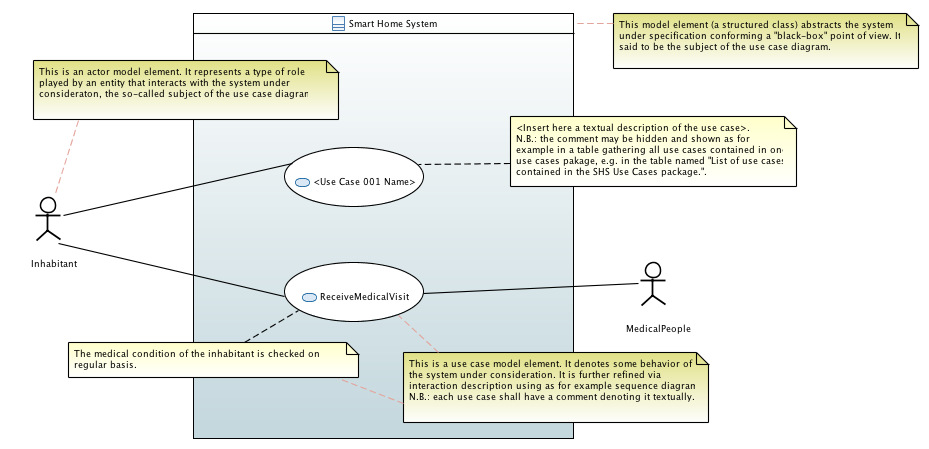 Smart Home System
This model element (a structured class) abstracts the system
under specification conforming a "black-box" point of view. It
said to be the subject of the use case diagram.
This is an actor model element. It represents a type of role
played by an entity that interacts with the system under
consideraton, the so-called subject of the use case diagram
<Insert here a textual description of the use case>.
N.B.: the comment may be hidden and shown as for
example in a table gathering all use cases contained in on
use cases pakage, e.g. in the table named "List of use cases
contained in the SHS Use Cases package.".
<Use Case 001 Name>
Inhabitant
ReceiveMedicalVisit
MedicalPeople
The medical condition of the inhabitant is checked on
regular basis.
This is a use case model element. It denotes some behavior of
the system under consideration. It is further refined via
interaction description using as for example sequence diagran
N.B.: each use case shall have a comment denoting it textually.